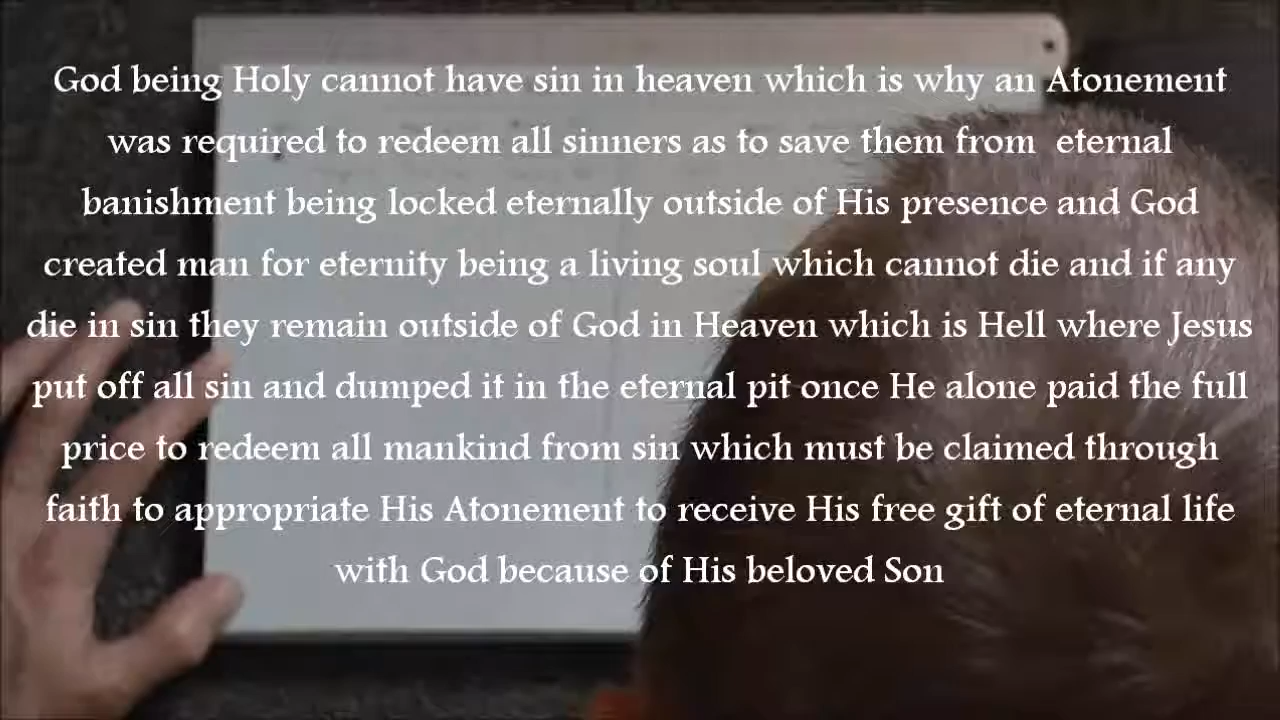 God being Holy cannot have sin in heaven which is why an Atonement
was required to redeem all sinners as to save them from eternal
banishment being locked eternally outside of His presence and God
created man for eternity being a living soul which cannot die and if any
die in sin they remain outside of God in Heaven which is Hell where Jesus
put off all sin and dumped it in the eternal pit once He alone paid the full
price to redeem all mankind from sin which must be claimed through
faith to appropriate His Atonement to receive His free gift of eternal life
with God because of His beloved Son